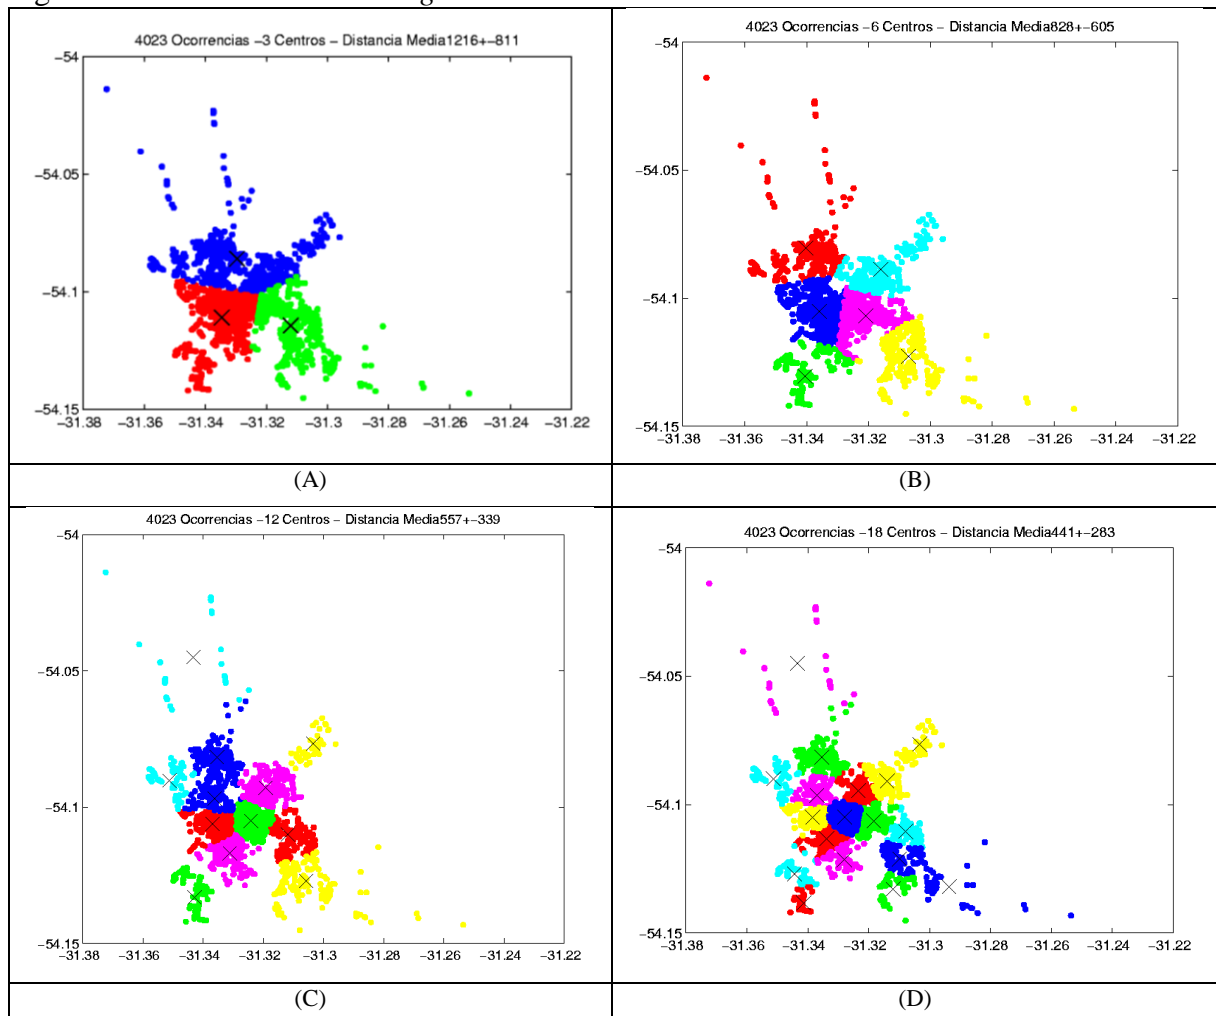 4023 Ocorrencias −3 Centros − Distancia Media1216+−811
−54
−54.05
−54.1
−54.15
−31.38 −31.36 −31.34 −31.32 −31.3 −31.28 −31.26 −31.24 −31.22
(A)
4023 Ocorrencias −6 Centros − Distancia Media828+−605
−54
−54.05
−54.1
−54.15
−31.38 −31.36 −31.34 −31.32 −31.3 −31.28 −31.26 −31.24 −31.22
(B)
4023 Ocorrencias −12 Centros − Distancia Media557+−339
−54
−54.05
−54.1
−54.15
−31.38 −31.36 −31.34 −31.32 −31.3 −31.28 −31.26 −31.24 −31.22
(C)
4023 Ocorrencias −18 Centros − Distancia Media441+−283
−54
−54.05
−54.1
−54.15
−31.38 −31.36 −31.34 −31.32 −31.3 −31.28 −31.26 −31.24 −31.22
(D)